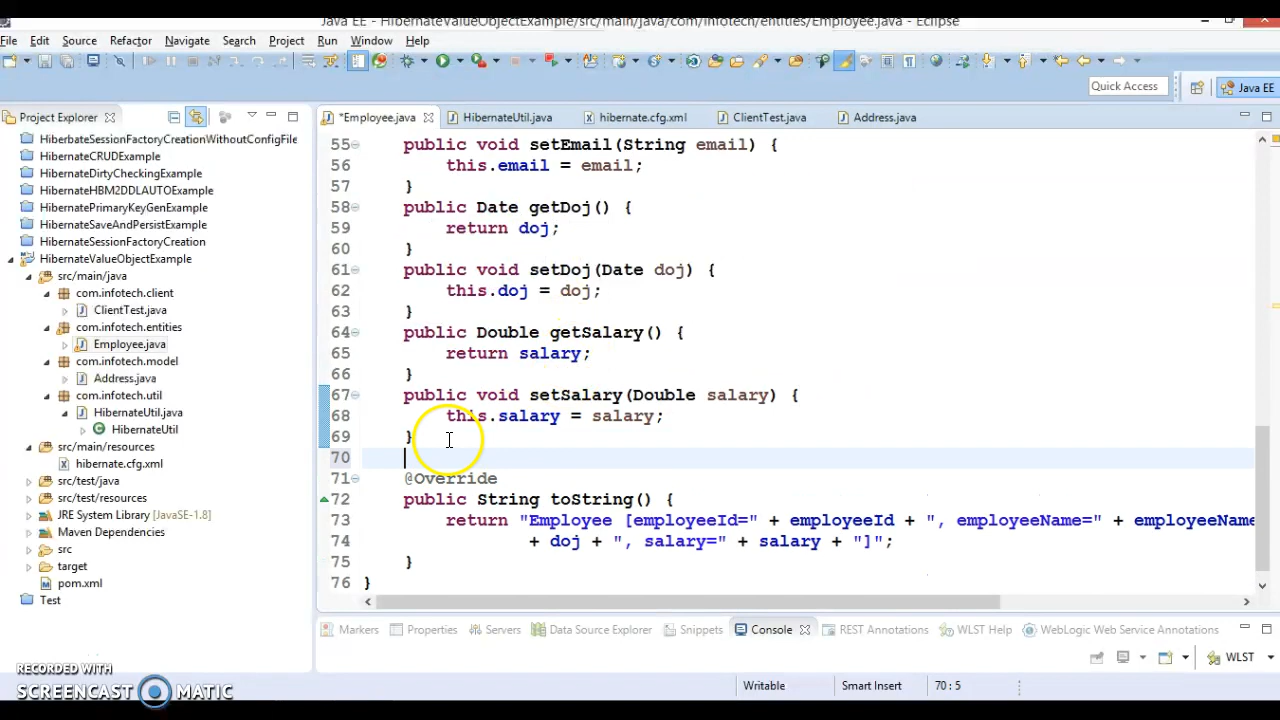 Java EE - HibernateValueObjectExample/src/main/java/com/infotech/entities/Employee.java - Eclipse
File Edit Source Refactor Navigate Search Project Run Window Help
Quick Access
Java EE
Project Explorer
HiberbateSessionFactoryCreationWithoutConfigFile
HibernateCRUDExample
HibernateDirtyCheckingExample
HibernateHBM2DDLAUTOExample
HibernatePrimaryKeyGenExample
HibernateSaveAndPersistExample
HibernateSessionFactoryCreation
HibernateValueObjectExample
src/main/java
com.infotech.client
ClientTest.java
com.infotech.entities
Employee.java
com.infotech.model
Address.java
com.infotech.util
HibernateUtil.java
HibernateUtil
src/main/resources
hibernate.cfg.xml
src/test/java
src/test/resources
JRE System Library [JavaSE-1.8]
Maven Dependencies
src
target
pom.xml
Test
*Employee.java HibernateUtil.java hibernate.cfg.xml ClientTest.java Address.java
55 public void setEmail(String email) {
56 this.email = email;
57 }
58 public Date getDoj() {
59 return doj;
60 }
61 public void setDoj(Date doj) {
62 this.doj = doj;
63 }
64 public Double getSalary() {
65 return salary;
66 }
67 public void setSalary(Double salary) {
68 this.salary = salary;
69 }
70
71 @Override
72 public String toString() {
73 return "Employee [employeeId=" + employeeId + ", employeeName=" + employeeName
74 + doj + ", salary=" + salary + "]";
75 }
76 }
Markers Properties Servers Data Source Explorer Snippets Console REST Annotations WLST Help WebLogic Web Service Annotations
WLST
Writable Smart Insert 70 : 5
RECORDED WITH
SCREENCAST MATIC